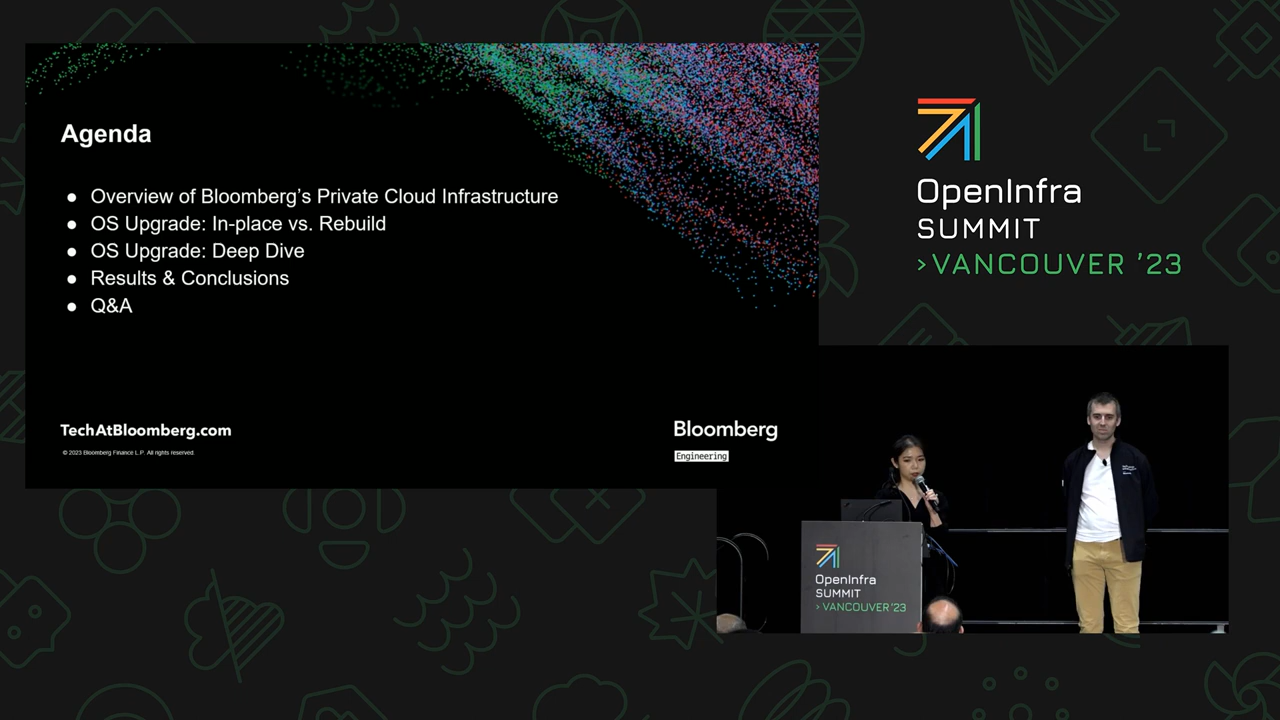 Agenda
● Overview of Bloomberg’s Private Cloud Infrastructure
● OS Upgrade: In-place vs. Rebuild
● OS Upgrade: Deep Dive
● Results & Conclusions
● Q&A
TechAtBloomberg.com
© 2023 Bloomberg Finance L.P. All rights reserved.
Bloomberg
Engineering
OpenInfra
SUMMIT
>VANCOUVER ’23
OpenInfra
SUMMIT
>VANCOUVER’23